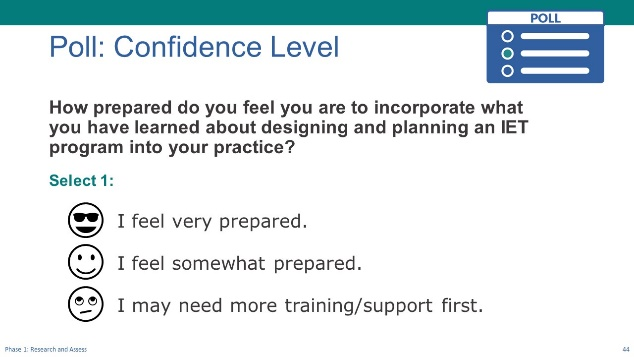 POLL
Poll: Confidence Level
How prepared do you feel you are to incorporate what
you have learned about designing and planning an IET
program into your practice?
Select 1:
I feel very prepared.
I feel somewhat prepared.
I may need more training/support first.
Phase 1: Research and Assess
44